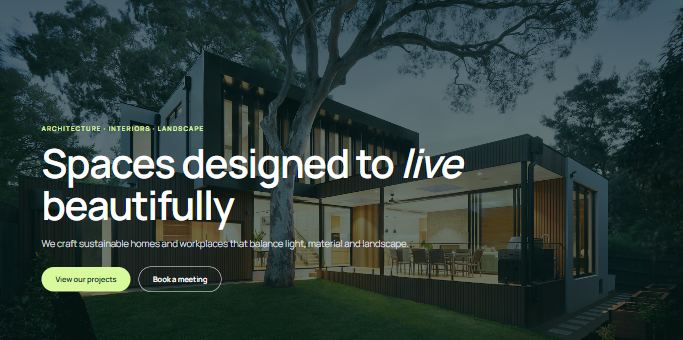 ARCHITECTURE · INTERIORS · LANDSCAPE
Spaces designed to live
beautifully
We craft sustainable homes and workplaces that balance light, material and landscape.
View our projects
Book a meeting